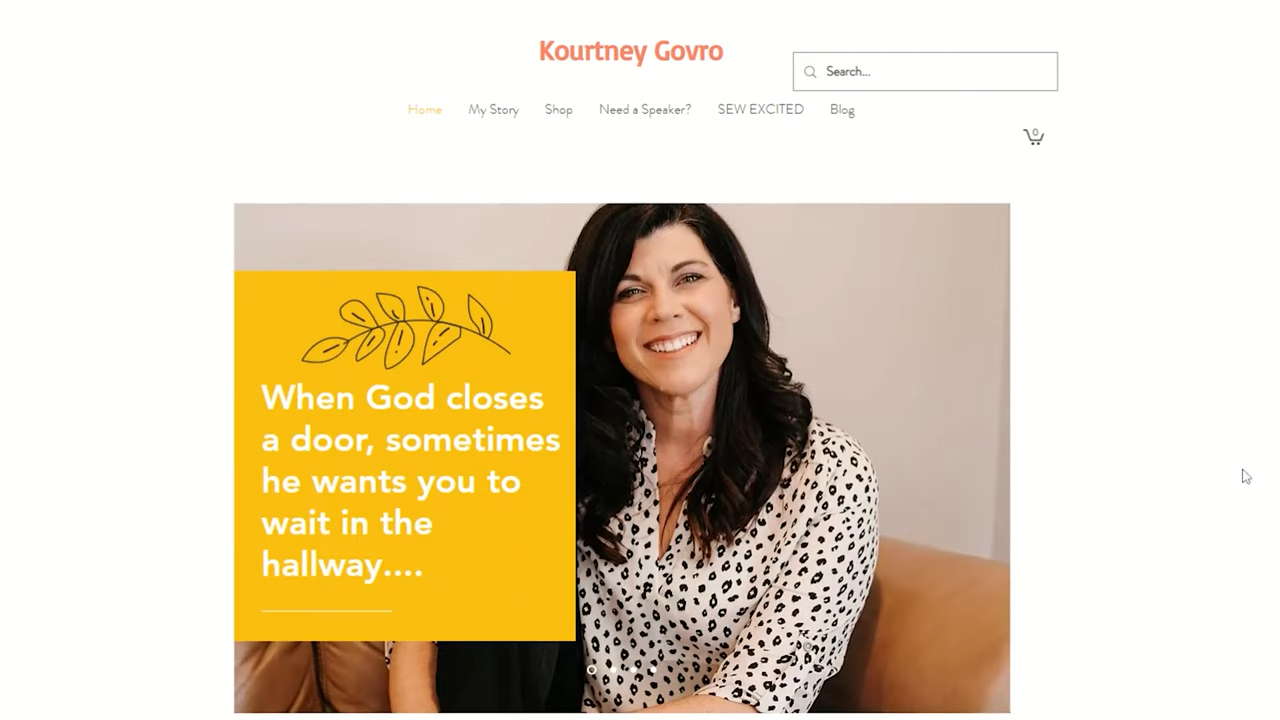 Kourtney Govro
Search...
Home My Story Shop Need a Speaker? SEW EXCITED Blog
0
When God closes
a door, sometimes
he wants you to
wait in the
hallway....